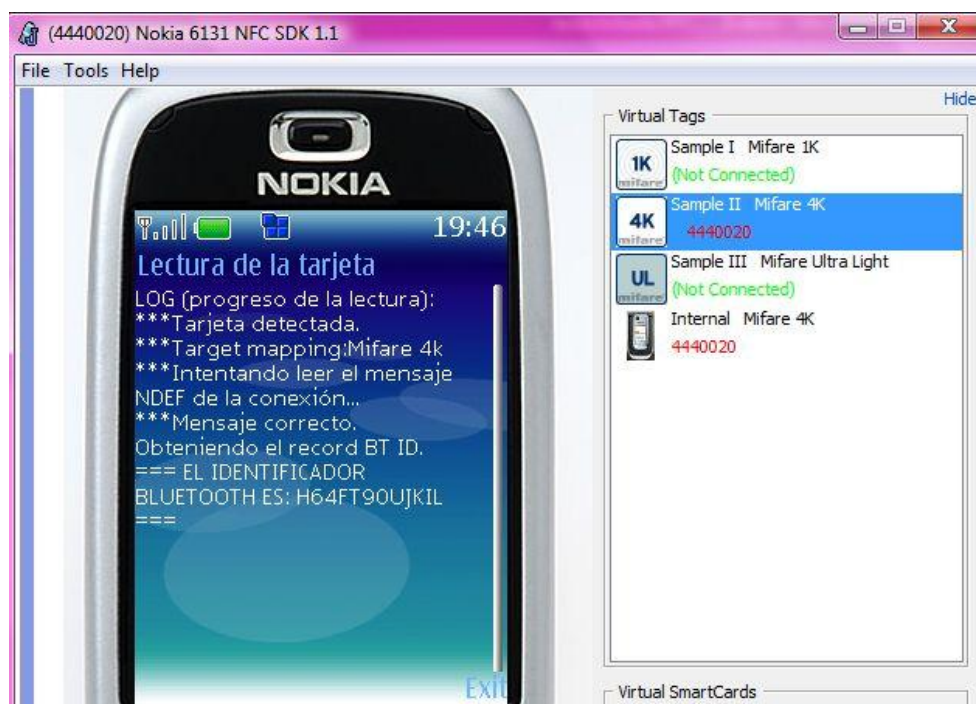 (4440020) Nokia 6131 NFC SDK 1.1
File Tools Help
Hide
NOKIA
19:46
Lectura de la tarjeta
LOG (progreso de la lectura):
***Tarjeta detectada.
***Target mapping:Mifare 4k
***Intentando leer el mensaje
NDEF de la conexión...
***Mensaje correcto.
Obteniendo el record BT ID.
=== EL IDENTIFICADOR
BLUETOOTH ES: H64FT90UJKIL
===
Exit
Virtual Tags
1K
mifare
Sample I Mifare 1K
(Not Connected)
4K
mifare
Sample II Mifare 4K
4440020
UL
mifare
Sample III Mifare Ultra Light
(Not Connected)
Internal Mifare 4K
4440020
Virtual SmartCards